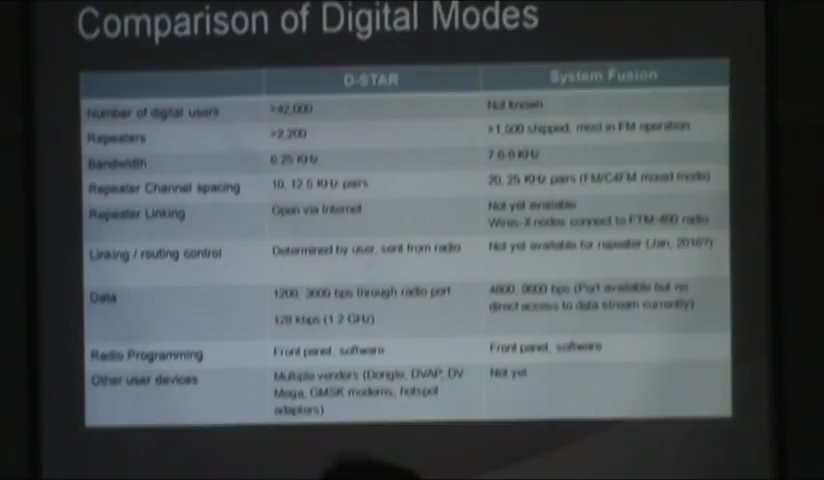 Comparison of Digital Modes
D-STAR System Fusion
Number of digital users >42,000 Not known
Repeaters >2,200 >1,500 shipped, most in FM operation
Bandwidth 6.25 KHz 7.6-9 KHz
Repeater Channel spacing 10, 12.5 KHz pairs 20, 25 KHz pairs (FM/C4FM mixed mode)
Repeater Linking Open via Internet Not yet available
Wires-X nodes connect to FTM-400 radio
Linking / routing control Determined by user, sent from radio Not yet available for repeater (Jan, 2016?)
Data 1200, 3600 bps through radio port 4800, 9600 bps (Port available but no
direct access to data stream currently)
128 kbps (1.2 GHz)
Radio Programming Front panel, software Front panel, software
Other user devices Multiple vendors (Dongle, DVAP, DV Not yet
Mega, GMSK modems, hotspot
adapters)